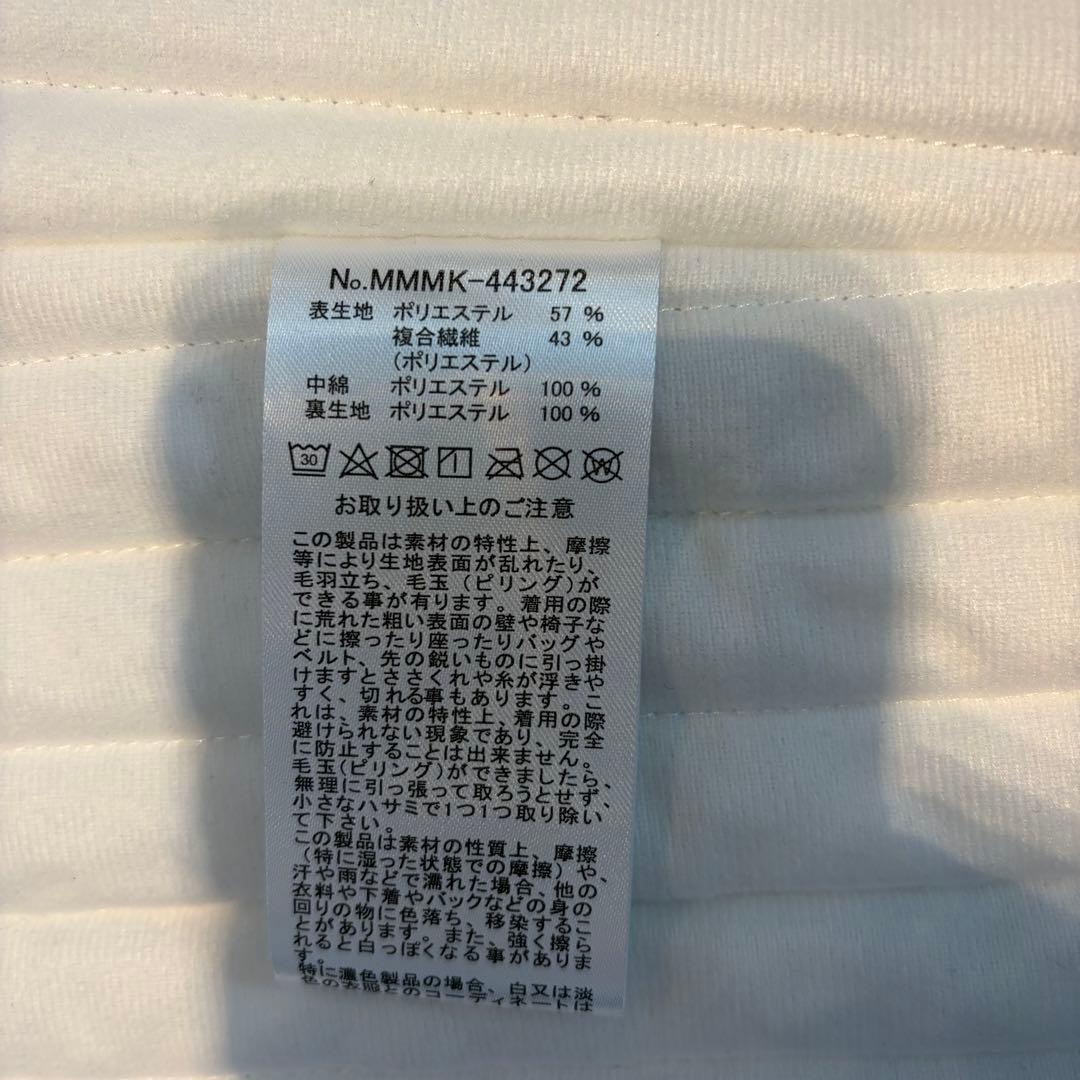 No.MMMK-443272
表生地 ポリエステル 57 %
複合繊維 43 %
(ポリエステル)
中綿 ポリエステル 100 %
裏生地 ポリエステル 100 %
30
W
お取り扱い上のご注意
この製品は素材の特性上、摩擦
等により生地表面が乱れたり、
毛羽立ち、毛玉(ピリング)が
できる事が有ります。着用の際
に荒れた粗い表面の壁や椅子な
どに擦ったり座ったりバッグや
ベルト、先の鋭いものに引っ掛
けますとささくれや糸が浮きや
すく、切れる事もあります。こ
れは、素材の特性上、着用の際
避けられない現象であり、完全
に防止することは出来ません。
毛玉(ピリング)ができましたら、
無理に引っ張って取ろうとせず、
小さなハサミで1つ1つ取り除い
て下さい。
この製品は素材の性質上、摩擦
(特に湿った状態での摩擦)や、
汗や雨などで濡れた場合、他の
衣料や下着やバックなどの身の
回りの物に色落ち、移染するこ
とがあります。また、強く擦ら
れると白っぽくなる事がありま
す。
特に濃色製品の場合、白又は淡
色の衣服とのコーディネートは